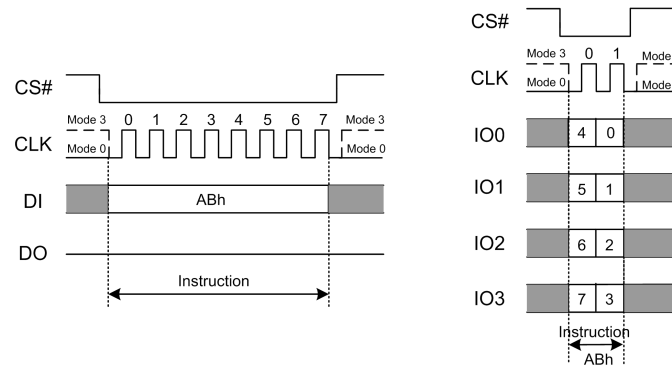 CS#
Mode 3 0 1 2 3 4 5 6 7 Mode 3
CLK
Mode 0 Mode 0
DI ABh
DO
Instruction
CS#
Mode 3 0 1 Mode
CLK
Mode 0 Mode
IO0 4 0
IO1 5 1
IO2 6 2
IO3 7 3
Instruction
ABh